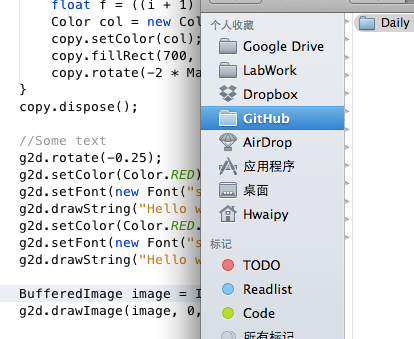 float f = ((i + 1)
Color col = new Col
copy.setColor(col);
copy.fillRect(700,
copy.rotate(-2 * Ma
}
copy.dispose();
//Some text
g2d.rotate(-0.25);
g2d.setColor(Color.RED)
g2d.setFont(new Font("s
g2d.drawString("Hello w
g2d.setColor(Color.RED.
g2d.setFont(new Font("s
g2d.drawString("Hello w
BufferedImage image = I
g2d.drawImage(image, 0,
个人收藏
Google Drive
LabWork
Dropbox
GitHub
AirDrop
应用程序
桌面
Hwaipy
标记
TODO
Readlist
Code
所有标记
Daily